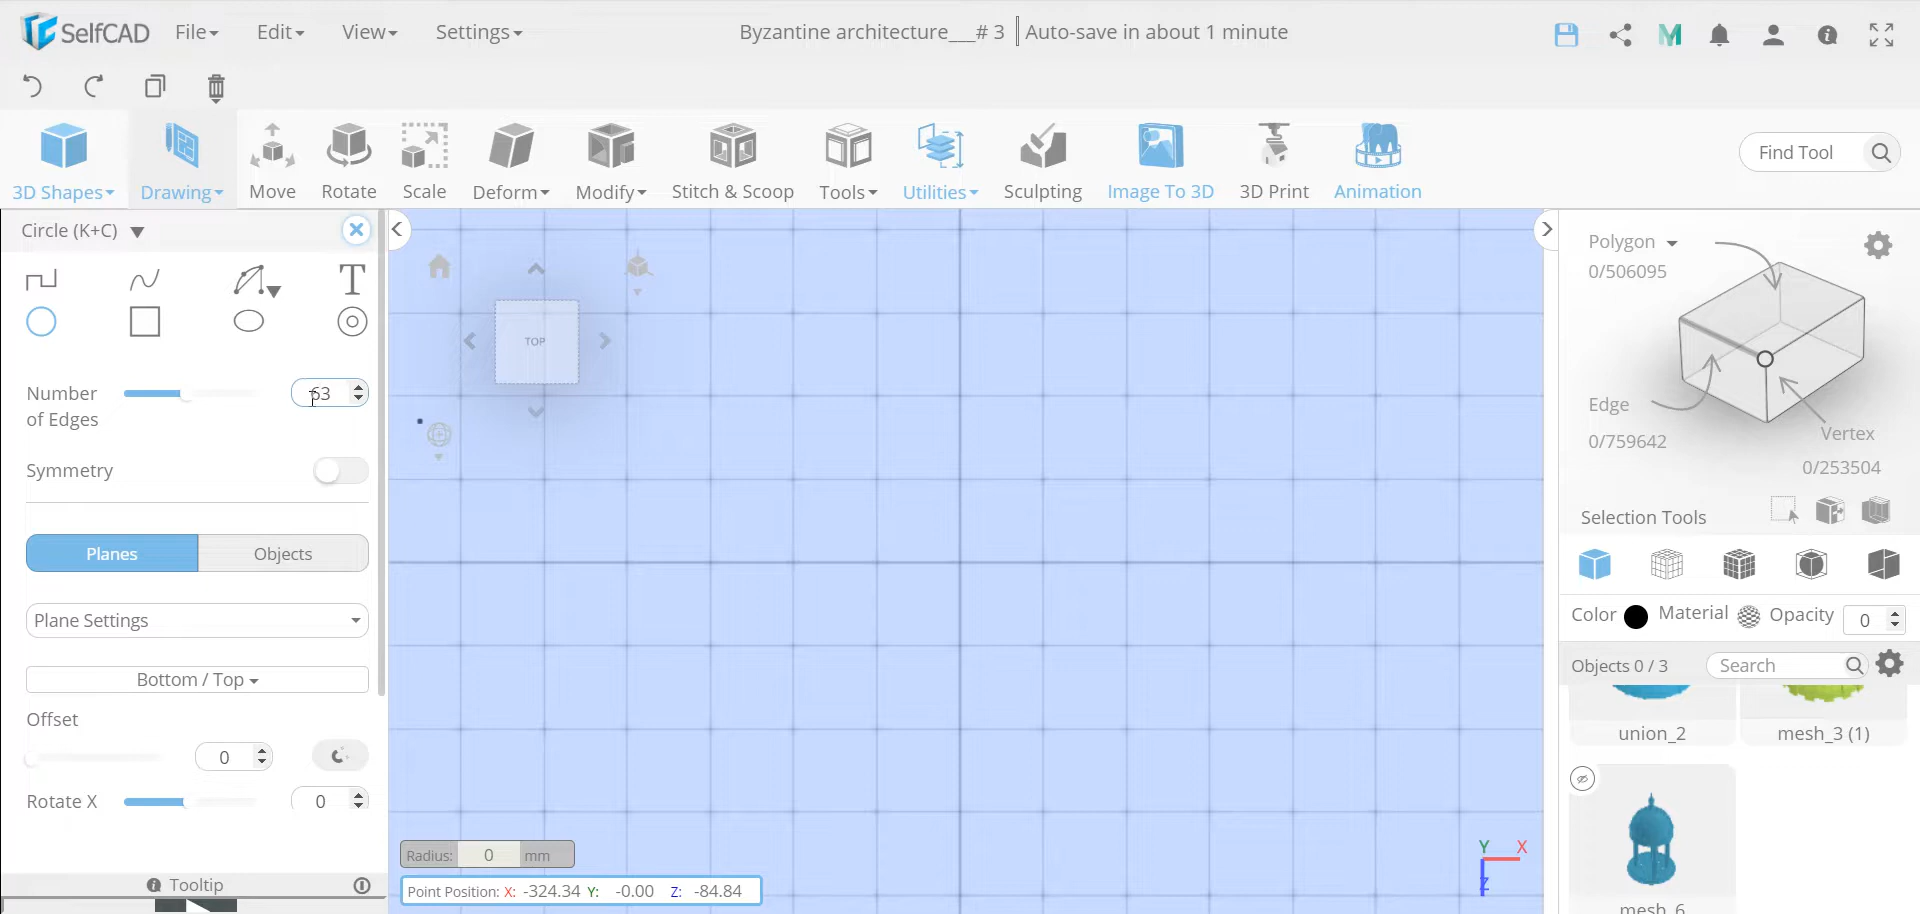 SelfCAD File Edit View Settings Byzantine architecture___# 3 Auto-save in about 1 minute
3D Shapes Drawing Move Rotate Scale Deform Modify Stitch & Scoop Tools Utilities Sculpting Image To 3D 3D Print Animation Find Tool
Circle (K+C)
T
Number of Edges 63
Symmetry
Planes Objects
Plane Settings
Bottom / Top
Offset
0
Rotate X 0
Tooltip
TOP
Radius: 0 mm
Point Position: X: -324.34 Y: -0.00 Z: -84.84
Y X
Z
Polygon
0/506095
Edge
0/759642
Vertex
0/253504
Selection Tools
Color Material Opacity 0
Objects 0 / 3 Search
union_2 mesh_3 (1)
mesh_6